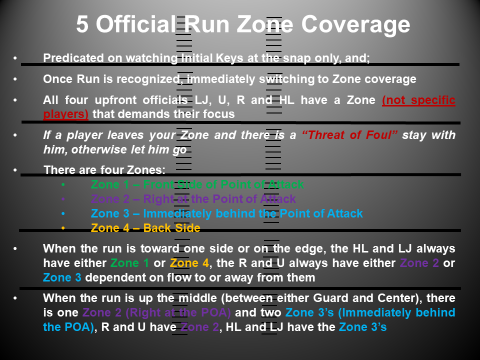 5 Official Run Zone Coverage
• Predicated on watching Initial Keys at the snap only, and;
• Once Run is recognized, immediately switching to Zone coverage
• All four upfront officials LJ, U, R and HL have a Zone (not specific
players) that demands their focus
• If a player leaves your Zone and there is a “Threat of Foul” stay with
him, otherwise let him go
• There are four Zones:
• Zone 1 – Front Side of Point of Attack
• Zone 2 – Right at the Point of Attack
• Zone 3 – Immediately behind the Point of Attack
• Zone 4 – Back Side
• When the run is toward one side or on the edge, the HL and LJ always
have either Zone 1 or Zone 4, the R and U always have either Zone 2 or
Zone 3 dependent on flow to or away from them
• When the run is up the middle (between either Guard and Center), there
is one Zone 2 (Right at the POA) and two Zone 3’s (Immediately behind
the POA), R and U have Zone 2, HL and LJ have the Zone 3’s